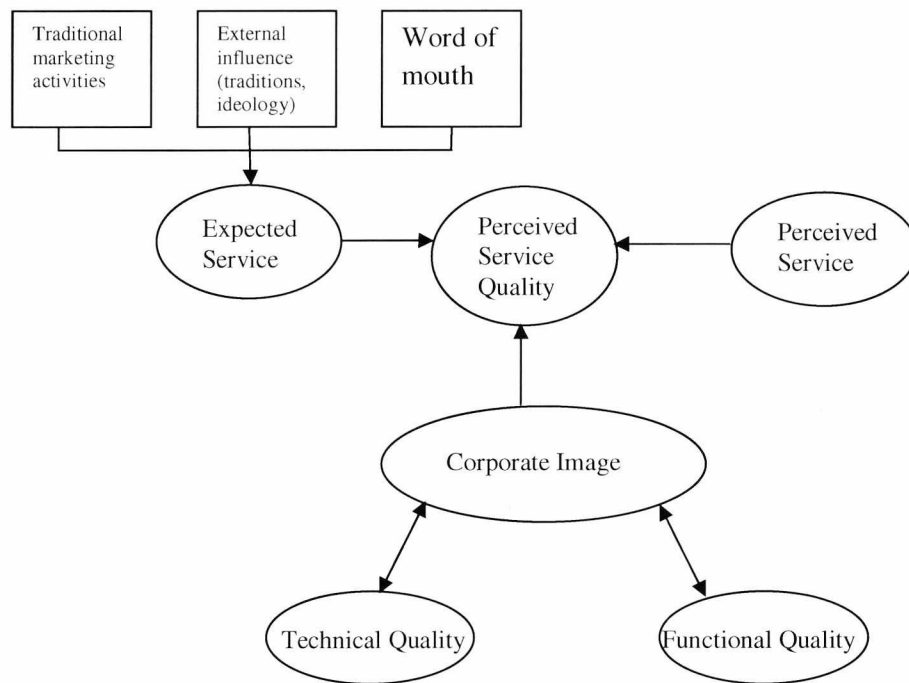 Traditional
marketing
activities
External
influence
(traditions,
ideology)
Word of
mouth
Expected
Service
Perceived
Service
Quality
Perceived
Service
Corporate Image
Technical Quality
Functional Quality